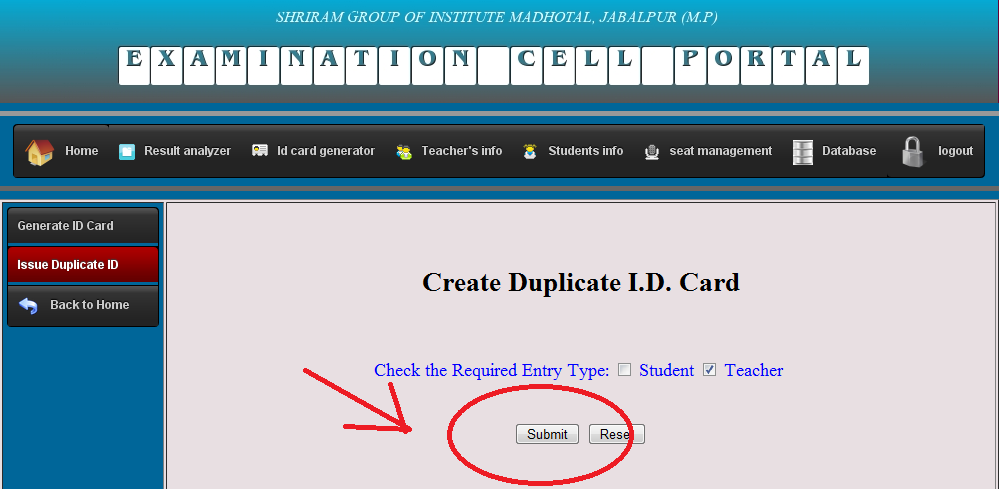 SHRIRAM GROUP OF INSTITUTE MADHOTAL, JABALPUR (M.P)
EXAMINATION CELL PORTAL
Home Result analyzer Id card generator Teacher's info Students info seat management Database logout
Generate ID Card
Issue Duplicate ID
Back to Home
Create Duplicate I.D. Card
Check the Required Entry Type: Student Teacher
Submit Reset